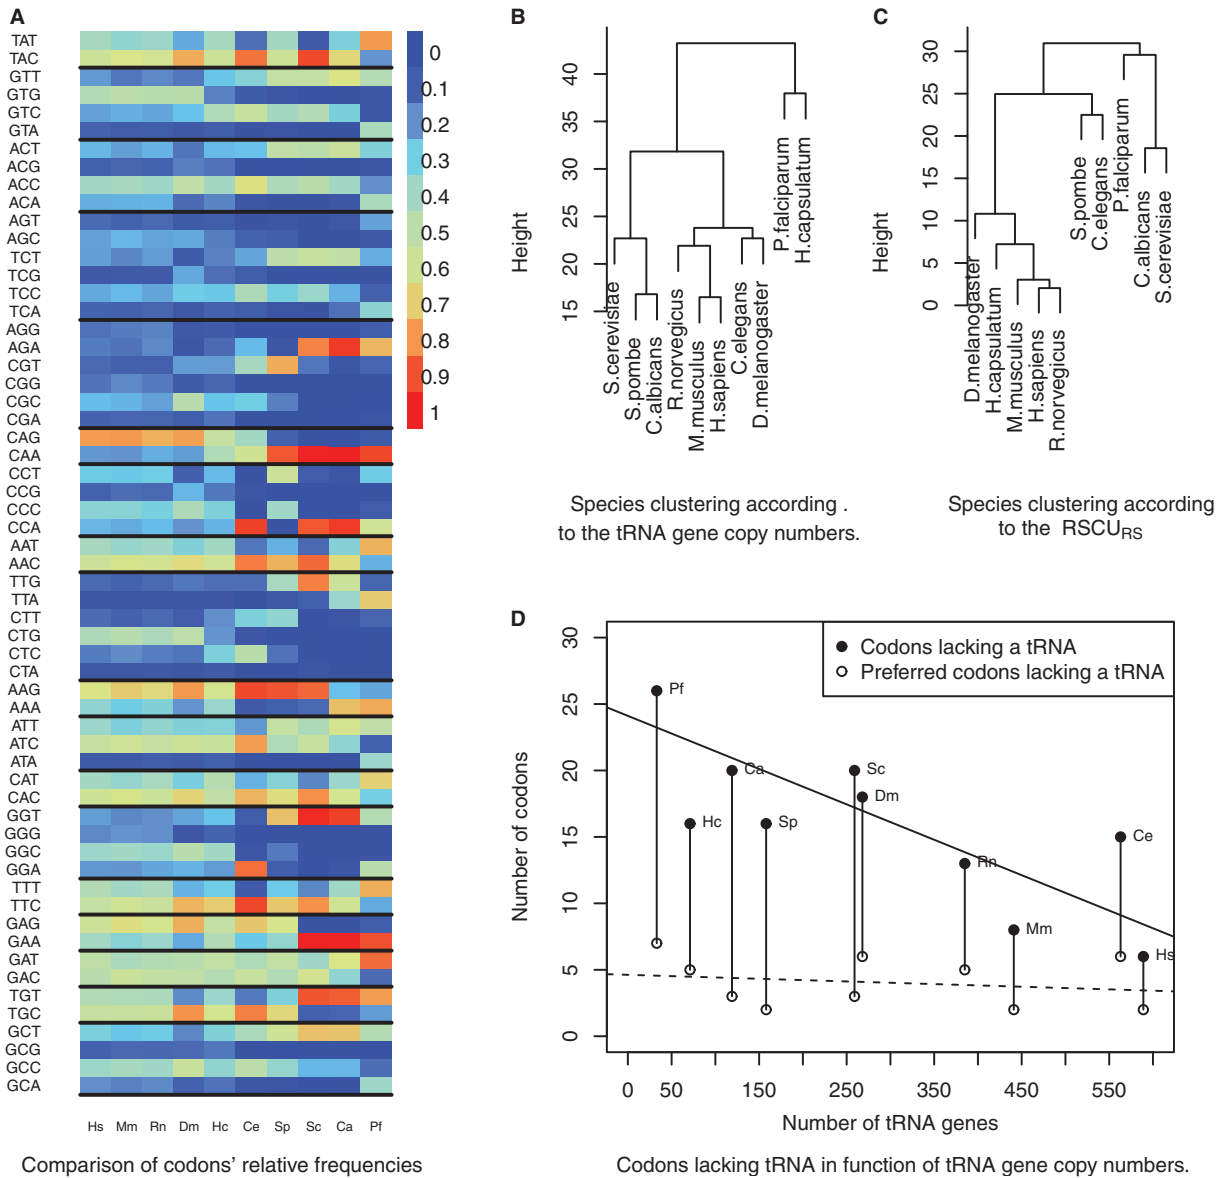 A
TAT
TAC
GTT
GTG
GTC
GTA
ACT
ACG
ACC
ACA
AGT
AGC
TCT
TCG
TCC
TCA
AGG
AGA
CGT
CGG
CGC
CGA
CAG
CAA
CCT
CCG
CCC
CCA
AAT
AAC
TTG
TTA
CTT
CTG
CTC
CTA
AAG
AAA
ATT
ATC
ATA
CAT
CAC
GGT
GGG
GGC
GGA
TTT
TTC
GAG
GAA
GAT
GAC
TGT
TGC
GCT
GCG
GCC
GCA
Hs Mm Rn Dm Hc Ce Sp Sc Ca Pf
0
0.1
0.2
0.3
0.4
0.5
0.6
0.7
0.8
0.9
1
Comparison of codons' relative frequencies
B
Height
40
35
30
25
20
15
S.cerevisiae
S.pombe
C.albicans
R.norvegicus
M.musculus
H.sapiens
C.elegans
D.melanogaster
P.falciparum
H.capsulatum
Species clustering according .
to the tRNA gene copy numbers.
C
Height
30
25
20
15
10
5
0
D.melanogaster
H.capsulatum
M.musculus
H.sapiens
R.norvegicus
S.pombe
C.elegans
P.falciparum
C.albicans
S.cerevisiae
Species clustering according
to the RSCURS
D
Number of codons
30
25
20
15
10
5
0
Codons lacking a tRNA
Preferred codons lacking a tRNA
Pf
Hc
Ca
Sp
Sc
Dm
Rn
Mm
Ce
Hs
0 50 150 250 350 450 550
Number of tRNA genes
Codons lacking tRNA in function of tRNA gene copy numbers.